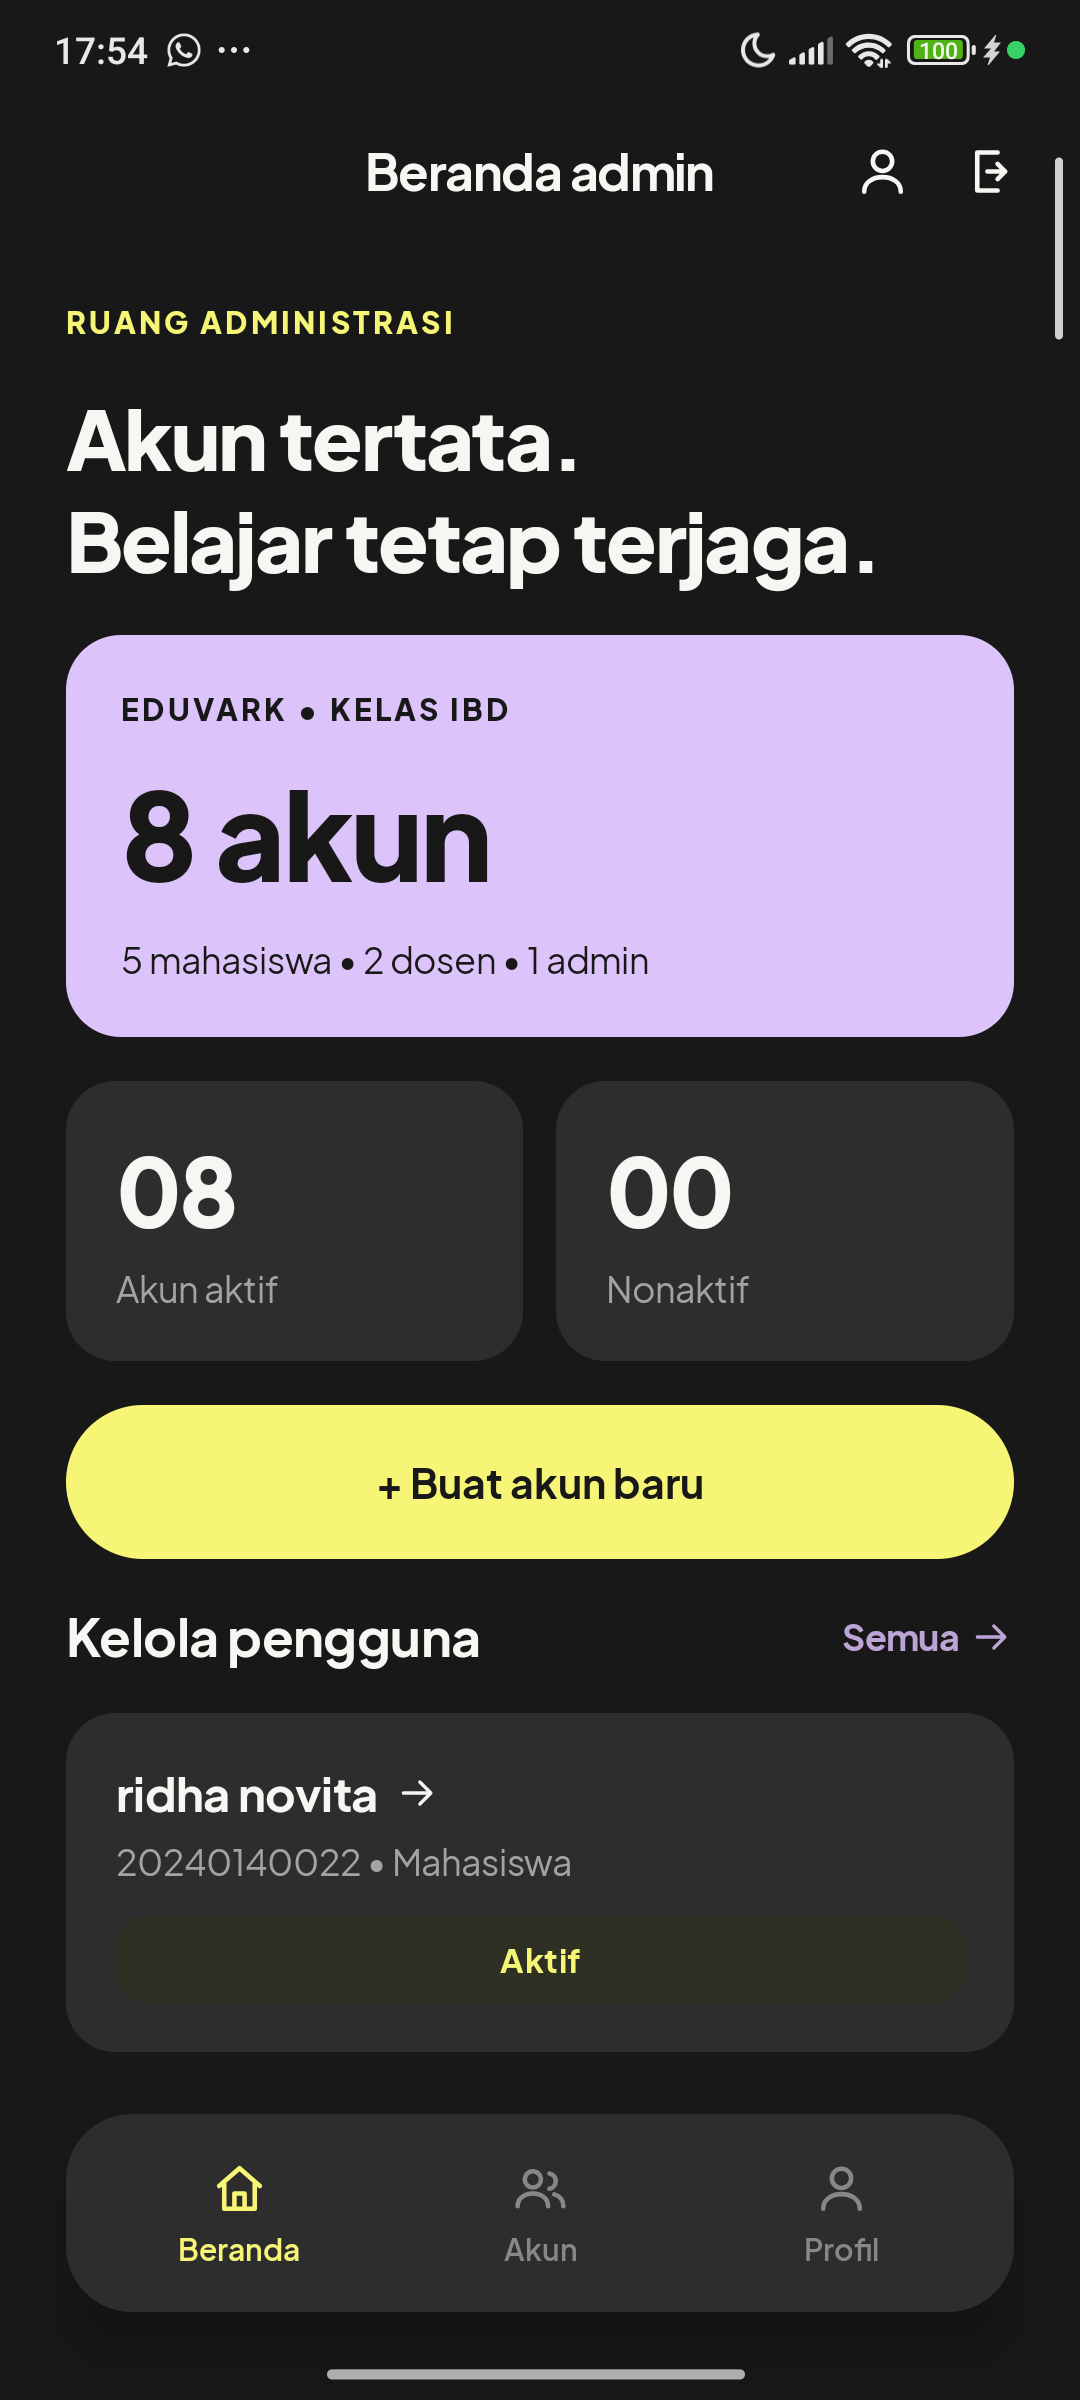 17:54
100
Beranda admin
RUANG ADMINISTRASI
Akun tertata.
Belajar tetap terjaga.
EDUVARK • KELAS IBD
8 akun
5 mahasiswa • 2 dosen • 1 admin
08
Akun aktif
00
Nonaktif
+ Buat akun baru
Kelola pengguna
Semua →
ridha novita →
20240140022 • Mahasiswa
Aktif
Beranda
Akun
Profil